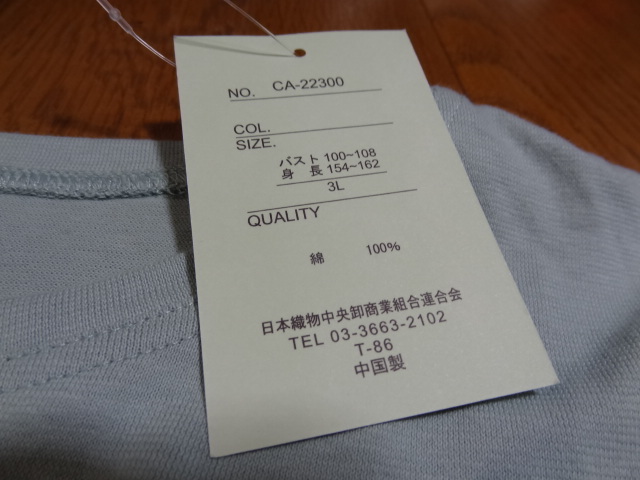 NO. CA-22300
COL.
SIZE.
バスト 100~108
身 長 154~162
3L
QUALITY
綿 100%
日本織物中央卸商業組合連合会
TEL 03-3663-2102
T-86
中国製